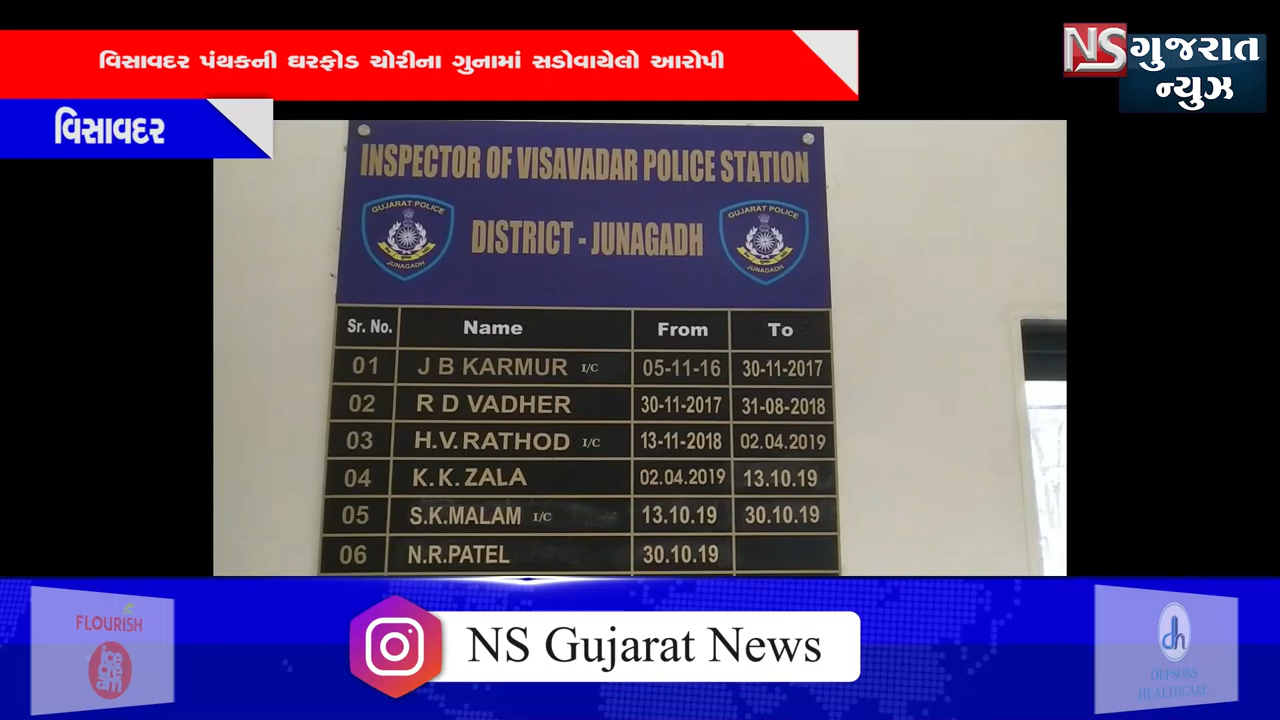 વિસાવદર પંથકની ઘરફોડ ચોરીના ગુનામાં સડોવાયેલો આરોપી
NS ગુજરાત
ન્યુઝ
વિસાવદર
INSPECTOR OF VISAVADAR POLICE STATION
DISTRICT - JUNAGADH
GUJARAT POLICE
JUNAGADH
GUJARAT POLICE
JUNAGADH
Sr. No. Name From To
01 J B KARMUR I/C 05-11-16 30-11-2017
02 R D VADHER 30-11-2017 31-08-2018
03 H.V.RATHOD I/C 13-11-2018 02.04.2019
04 K.K.ZALA 02.04.2019 13.10.19
05 S.K.MALAM I/C 13.10.19 30.10.19
06 N.R.PATEL 30.10.19
FLOURISH
ice
cream
NS Gujarat News
dh
DEPSONS
HEALTHCARE